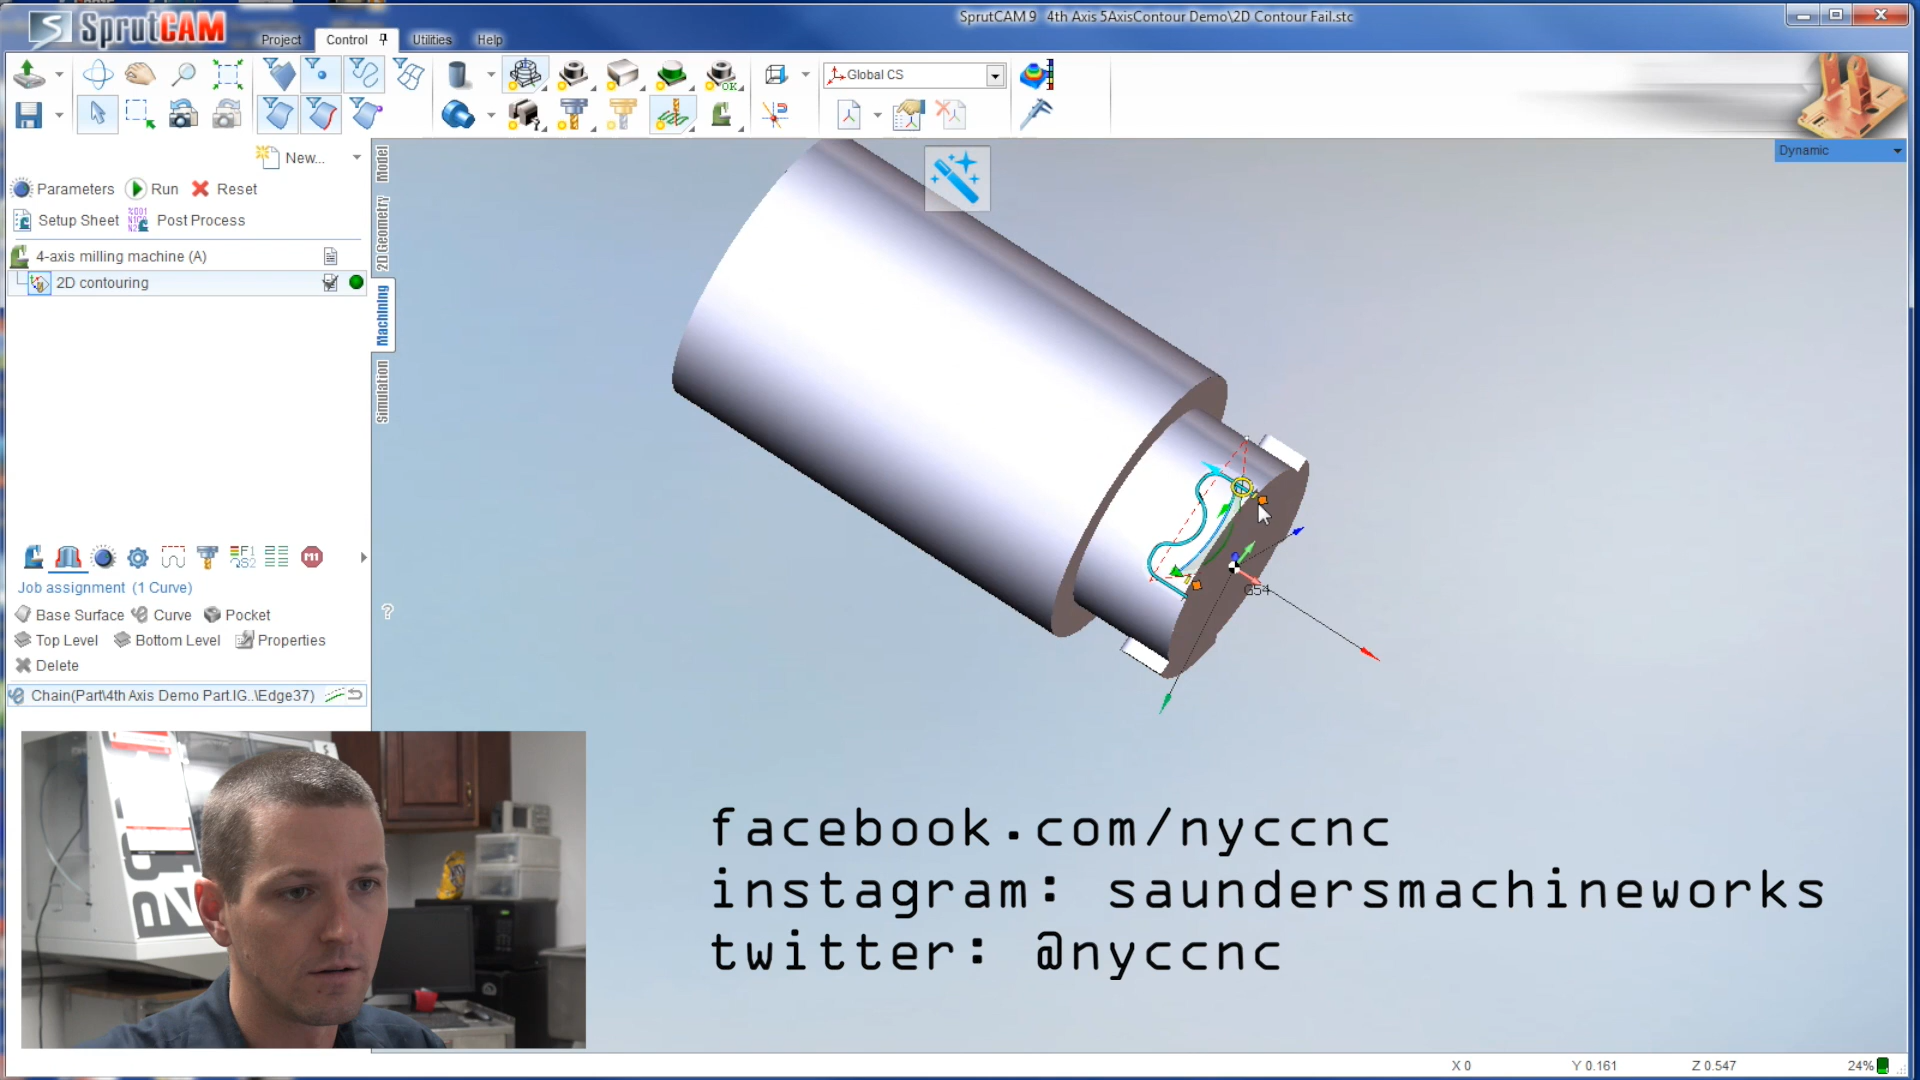 SprutCAM 9   4th Axis 5AxisContour Demo\2D Contour Fail.stc
SprutCAM
Project
Control
Utilities
Help
OK
Global CS
Dynamic
New...
Parameters
Run
Reset
Setup Sheet
Post Process
4-axis milling machine (A)
2D contouring
Model
2D Geometry
Machining
Simulation
M1
Job assignment (1 Curve)
Base Surface
Curve
Pocket
Top Level
Bottom Level
Properties
Delete
Chain(Part\4th Axis Demo Part.IG..\Edge37)
G54
facebook.com/nyccnc
instagram: saundersmachineworks
twitter: @nyccnc
X 0
Y 0.161
Z 0.547
24%